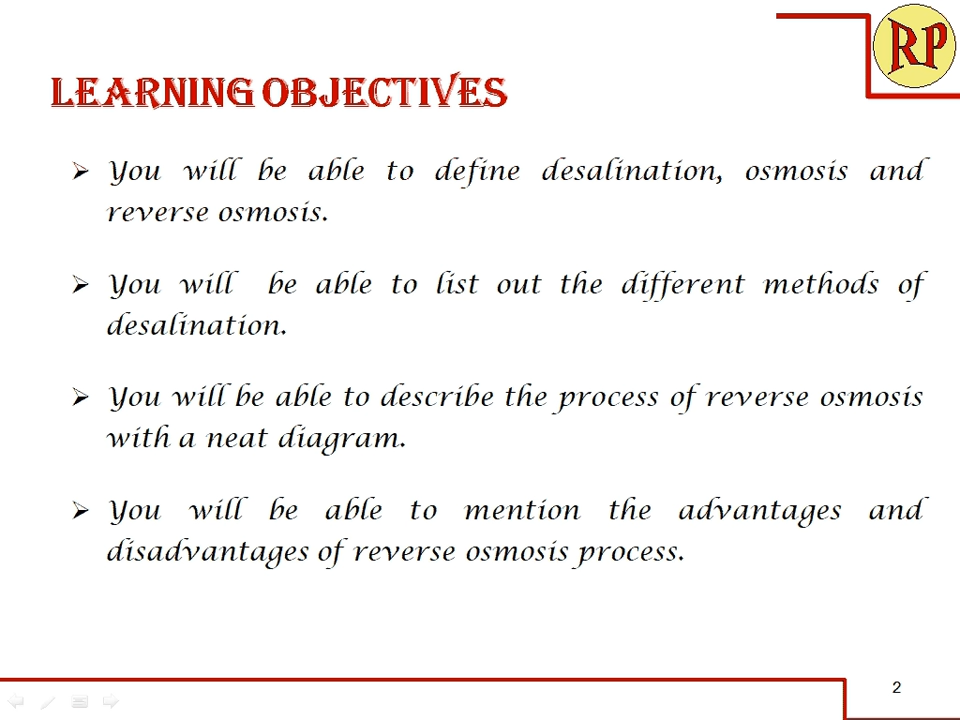 RP
LEARNING OBJECTIVES
➢ You will be able to define desalination, osmosis and
reverse osmosis.
➢ You will be able to list out the different methods of
desalination.
➢ You will be able to describe the process of reverse osmosis
with a neat diagram.
➢ You will be able to mention the advantages and
disadvantages of reverse osmosis process.
2